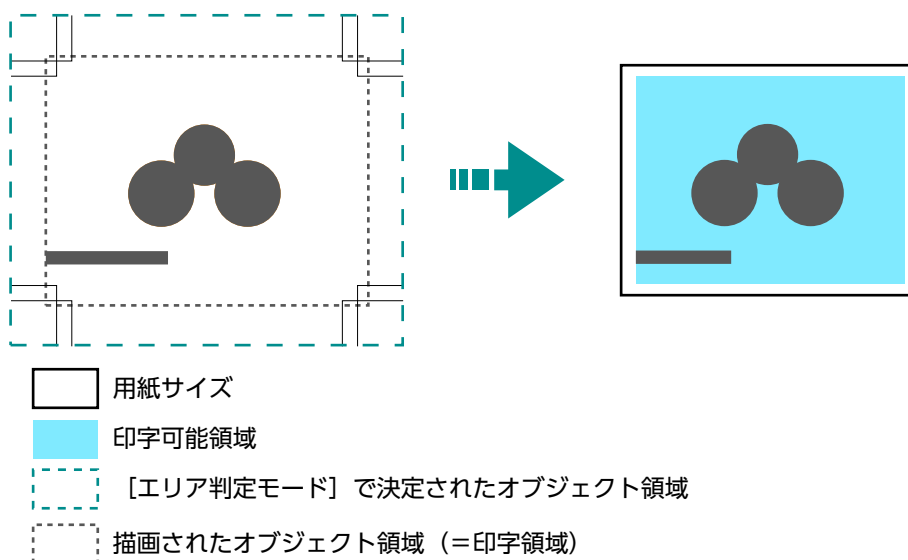 用紙サイズ
印字可能領域
［エリア判定モード］で決定されたオブジェクト領域
描画されたオブジェクト領域（＝印字領域）